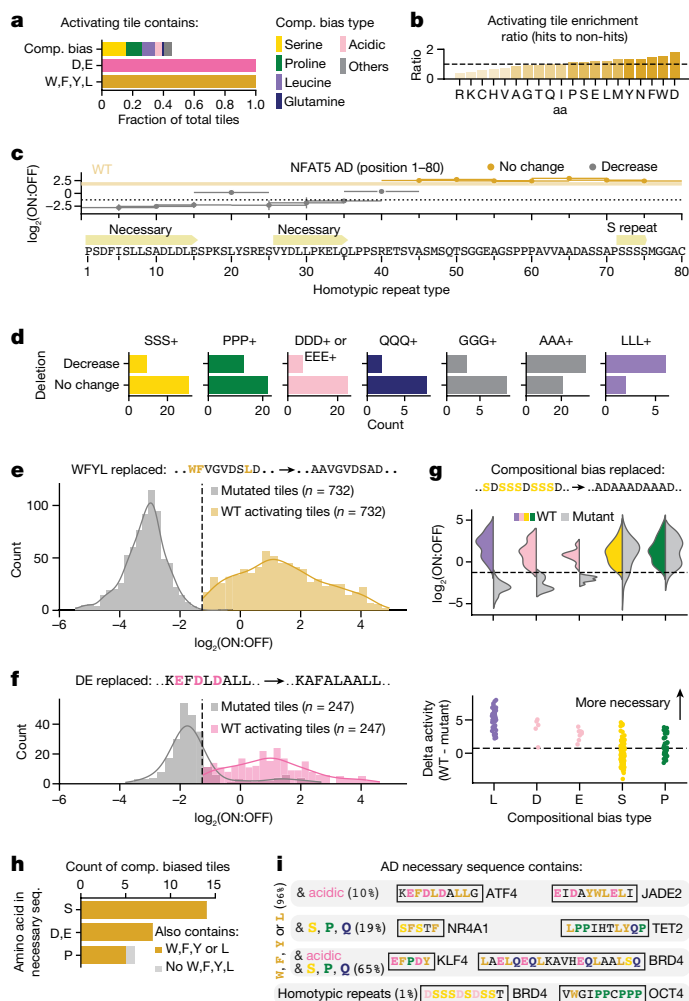 a
Activating tile contains:
Comp. bias
D,E
W,F,Y,L
0 0.2 0.4 0.6 0.8 1.0
Fraction of total tiles
Comp. bias type
Serine
Proline
Leucine
Glutamine
Acidic
Others
b
Activating tile enrichment
ratio (hits to non-hits)
Ratio
2
1
0
R K C H V A G T Q I P S E L M Y N F W D
aa
c
WT
NFAT5 AD (position 1–80)
No change
Decrease
log2(ON:OFF)
2.5
0
−2.5
Necessary
Necessary
S repeat
PSDFISLLSADLDLESPKSLYSRESVYDLLPKELQLPPSRETSVASMSQTSGGEAGSPPPAVVAADASSAPSSSSMGGAC
1 10 20 30 40 50 60 70 80
Homotypic repeat type
d
SSS+
PPP+
DDD+ or
EEE+
QQQ+
GGG+
AAA+
LLL+
Deletion
Decrease
No change
0 20
0 20
0 20
0 5
0 5
0 20
0 5
Count
e
WFYL replaced: ..WFVGVDSLD..→..AAVGVDSAD..
Mutated tiles (n = 732)
WT activating tiles (n = 732)
Count
100
50
0
−6 −4 −2 0 2 4
log2(ON:OFF)
f
DE replaced: ..KEFDLDALL..→..KAFALAALL..
Mutated tiles (n = 247)
WT activating tiles (n = 247)
Count
40
20
0
−6 −4 −2 0 2 4
log2(ON:OFF)
g
Compositional bias replaced:
..SDSSSDSSSD..→..ADAAADAAAD..
WT
Mutant
log2(ON:OFF)
5
0
−5
More necessary
Delta activity
(WT - mutant)
5
0
L D E S P
Compositional bias type
h
Count of comp. biased tiles
0 5 10 15
Amino acid in
necessary seq.
S
D,E
P
Also contains:
W,F,Y or L
No W,F,Y,L
i
AD necessary sequence contains:
W, F, Y or L (96%)
& acidic (10%) KEFDLDALLG ATF4 EIDAYWLELI JADE2
& S, P, Q (19%) SFSTF NR4A1 LPPIHTLYQP TET2
& acidic
& S, P, Q
(65%)
EFPDY KLF4 LAELQEQLKAVHEQLAALSQ BRD4
Homotypic repeats (1%) DSSSDSDSST BRD4 VWGIPPCPPP OCT4